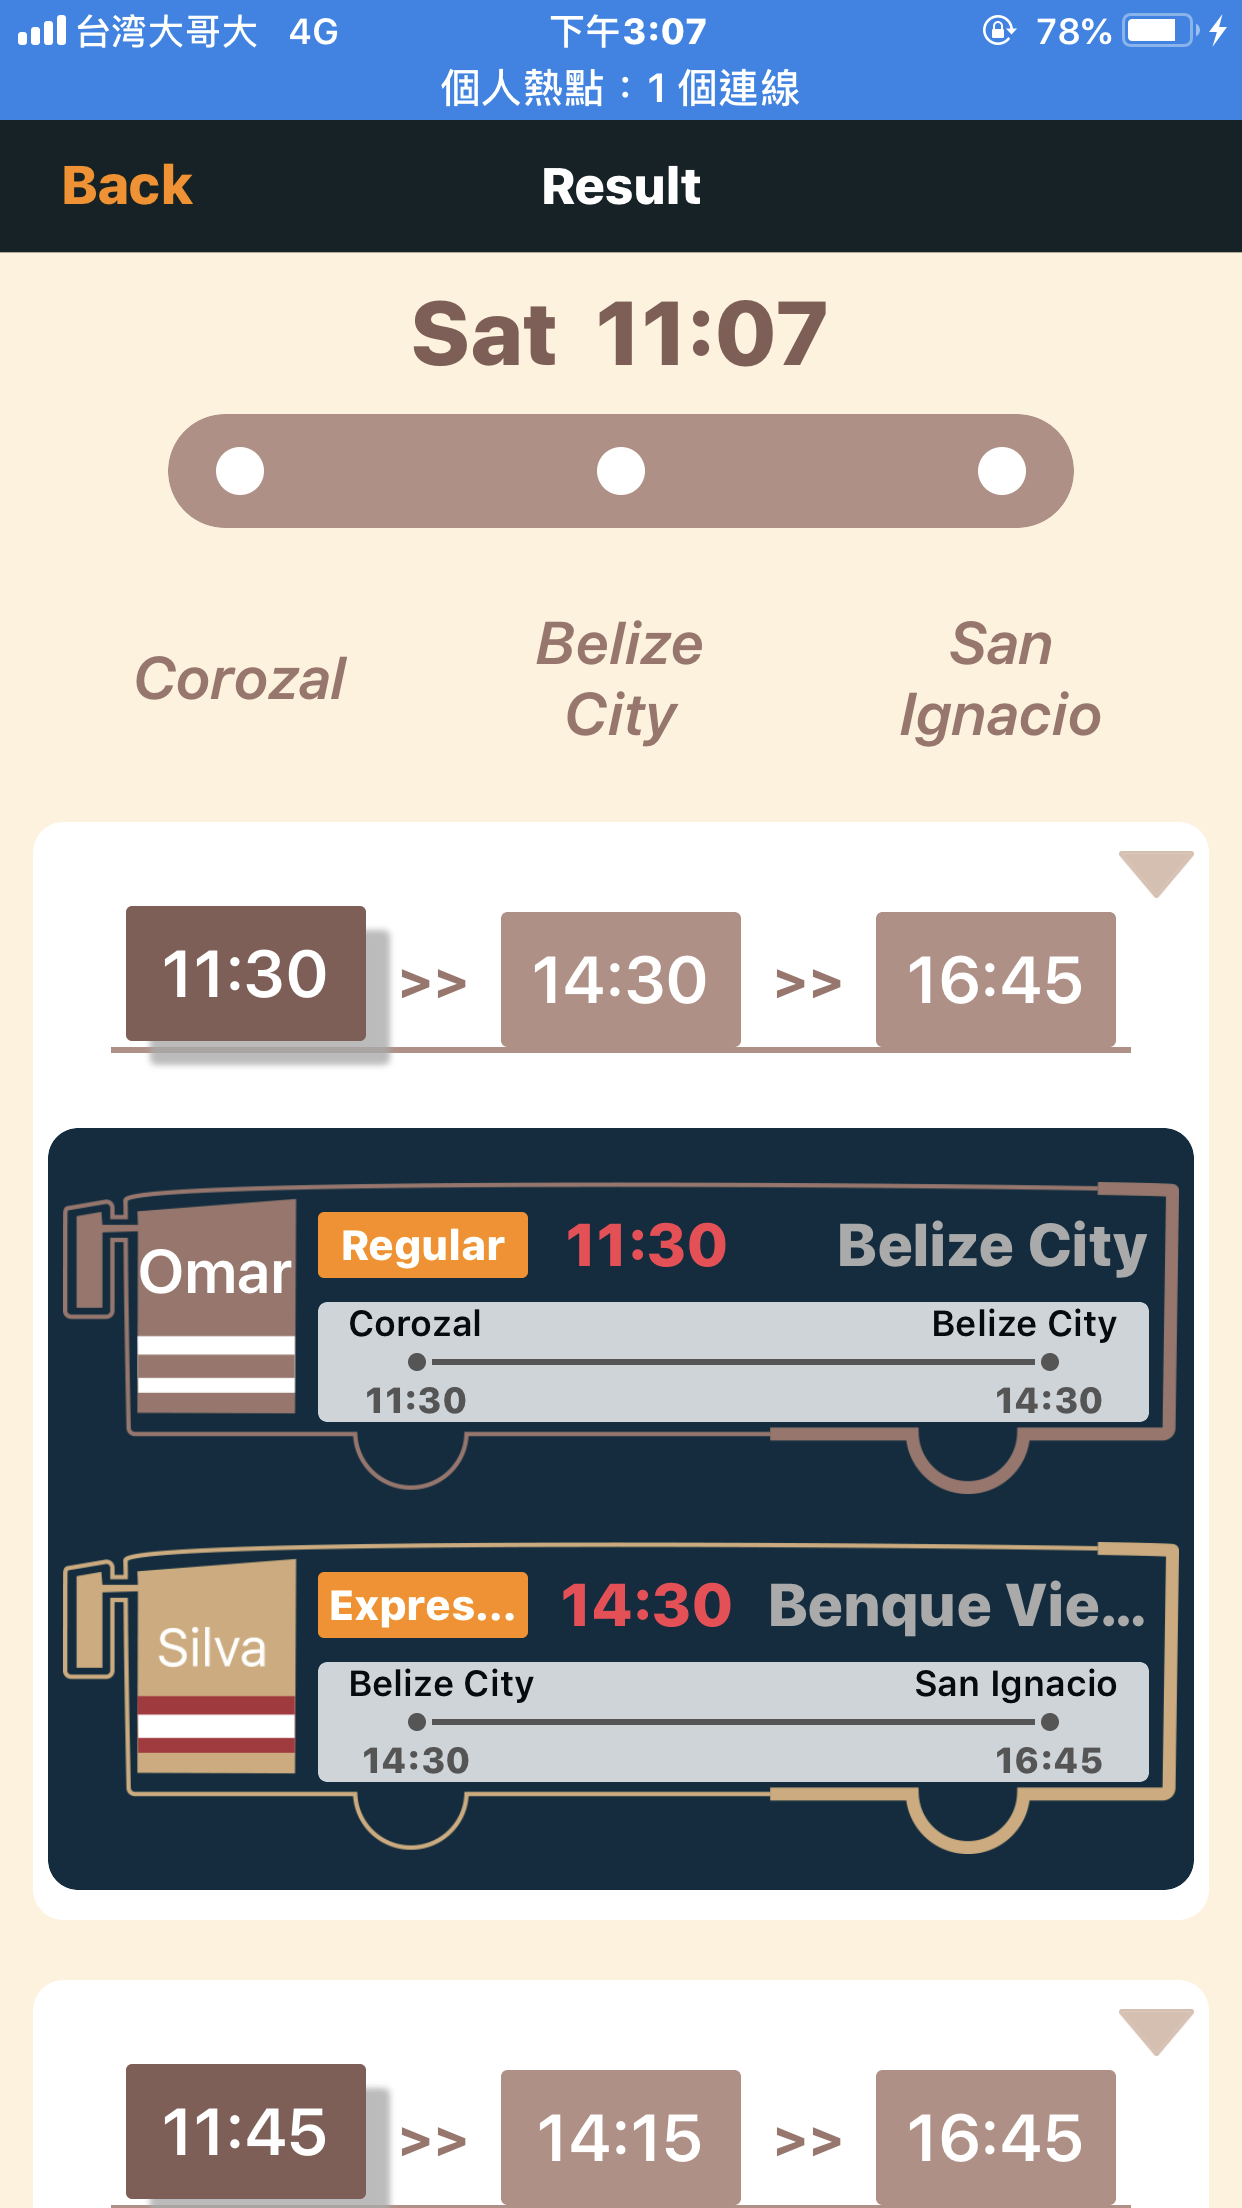 台湾大哥大 4G 下午3:07 78%
個人熱點：1 個連線
Back Result
Sat 11:07
Corozal
Belize
City
San
Ignacio
11:30 >> 14:30 >> 16:45
Omar
Regular 11:30 Belize City
Corozal Belize City
11:30 14:30
Silva
Expres... 14:30 Benque Vie...
Belize City San Ignacio
14:30 16:45
11:45 >> 14:15 >> 16:45